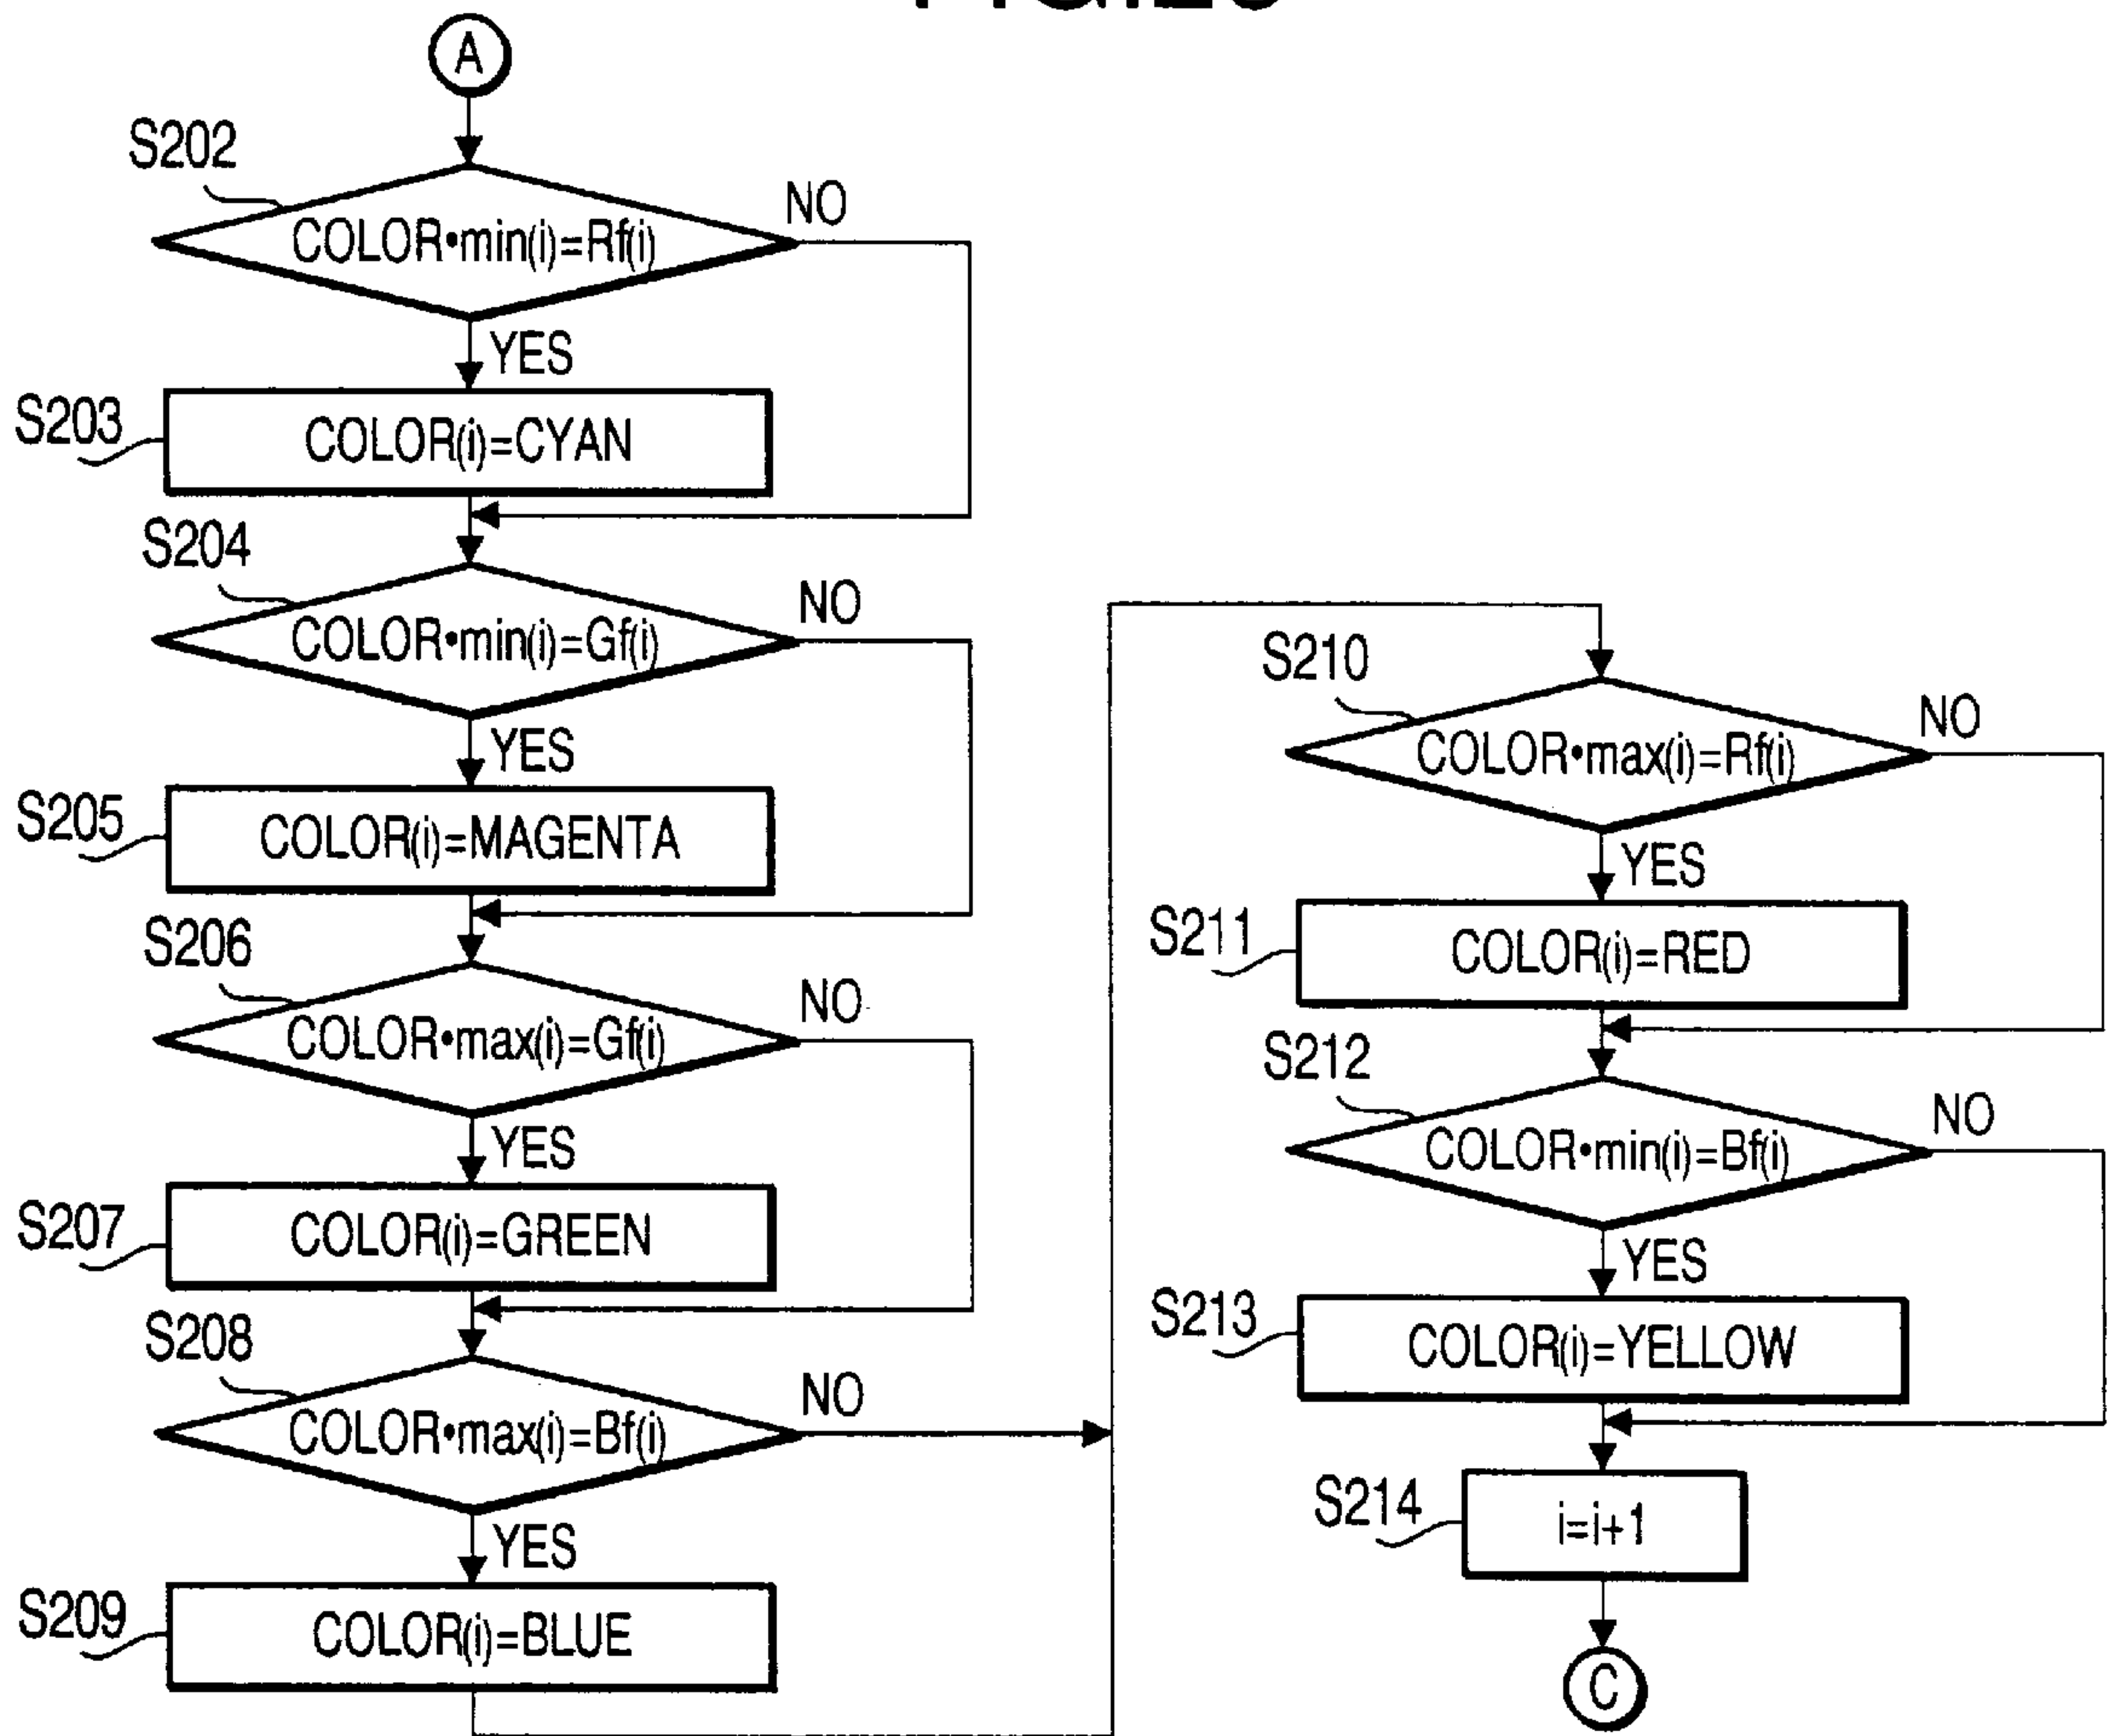 A
S202
COLOR•min(i)=Rf(i)
NO
YES
S203
COLOR(i)=CYAN
S204
COLOR•min(i)=Gf(i)
NO
YES
S205
COLOR(i)=MAGENTA
S206
COLOR•max(i)=Gf(i)
NO
YES
S207
COLOR(i)=GREEN
S208
COLOR•max(i)=Bf(i)
NO
YES
S209
COLOR(i)=BLUE
S210
COLOR•max(i)=Rf(i)
NO
YES
S211
COLOR(i)=RED
S212
COLOR•min(i)=Bf(i)
NO
YES
S213
COLOR(i)=YELLOW
S214
i=i+1
C